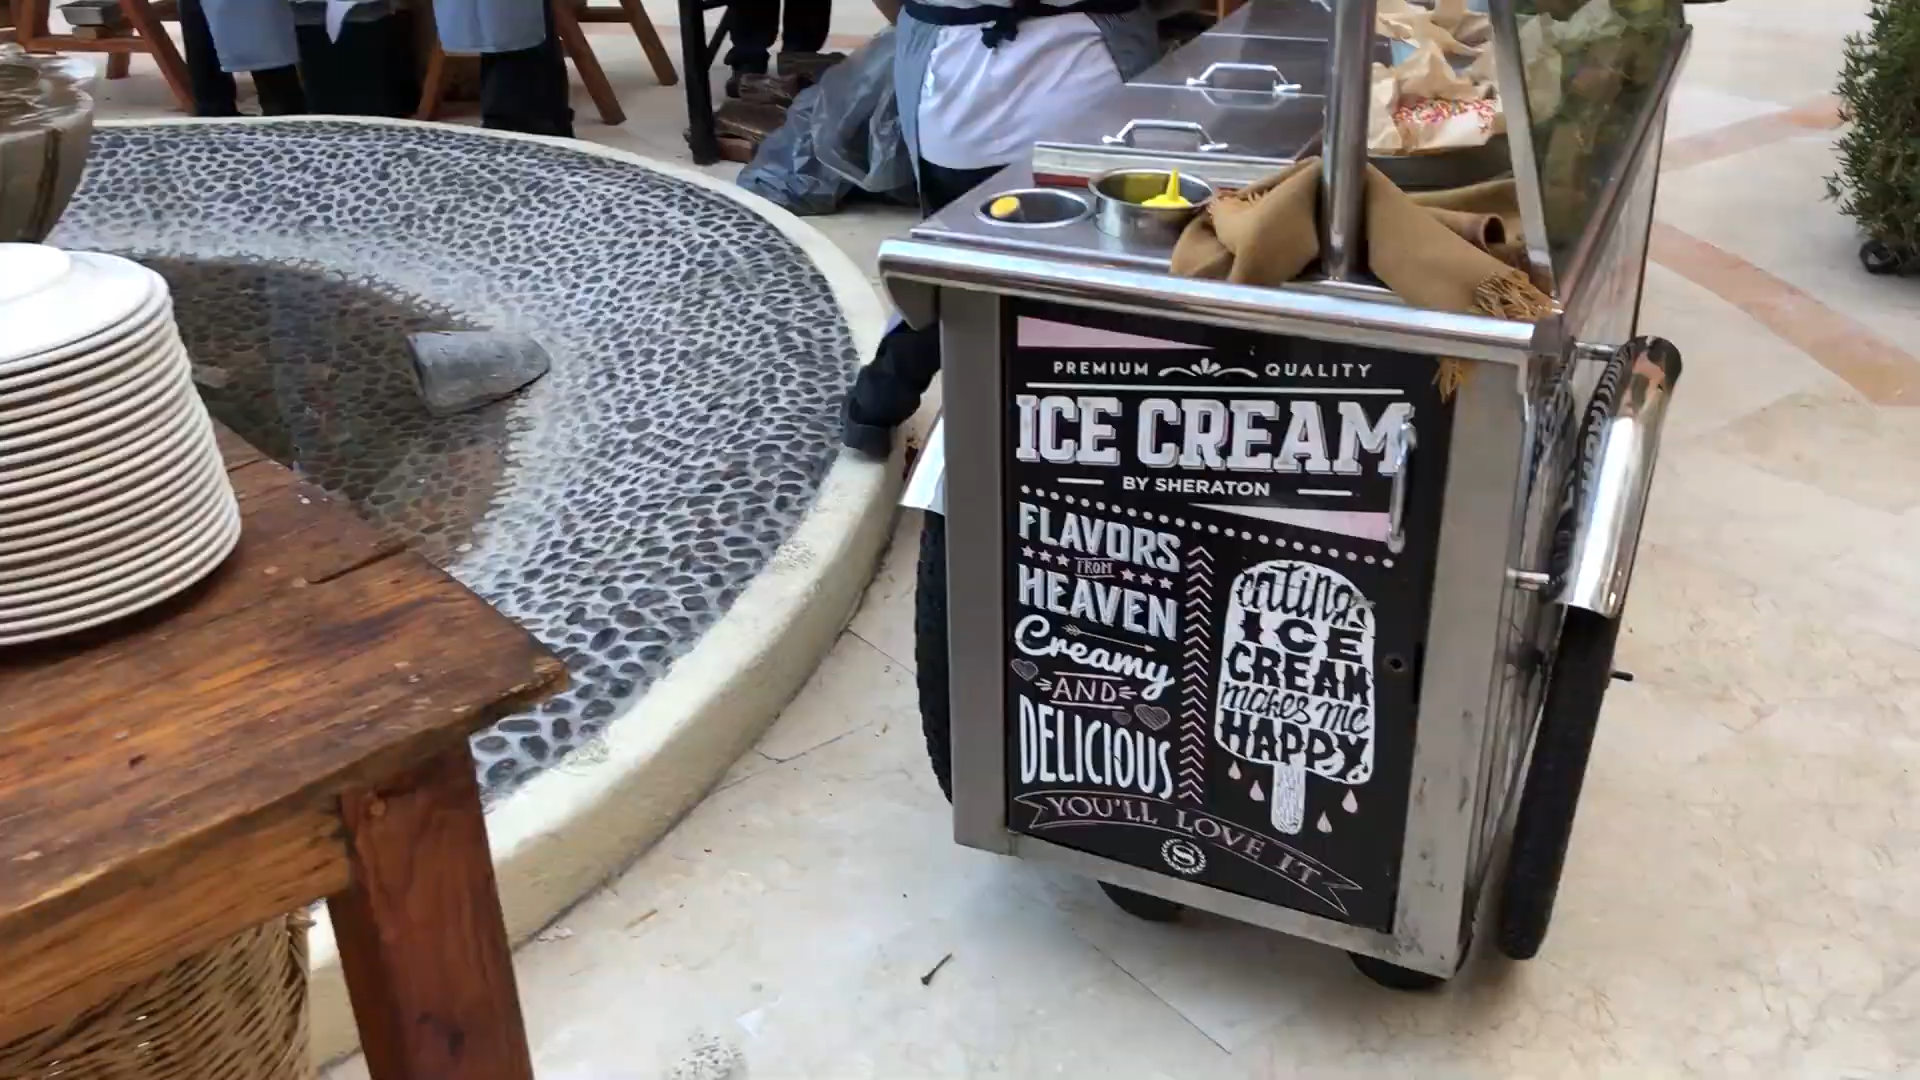 PREMIUM QUALITY
ICE CREAM
BY SHERATON
FLAVORS
FROM
HEAVEN
Creamy
AND
DELICIOUS
YOU'LL LOVE IT
eating
ICE
CREAM
makes me
HAPPY
S